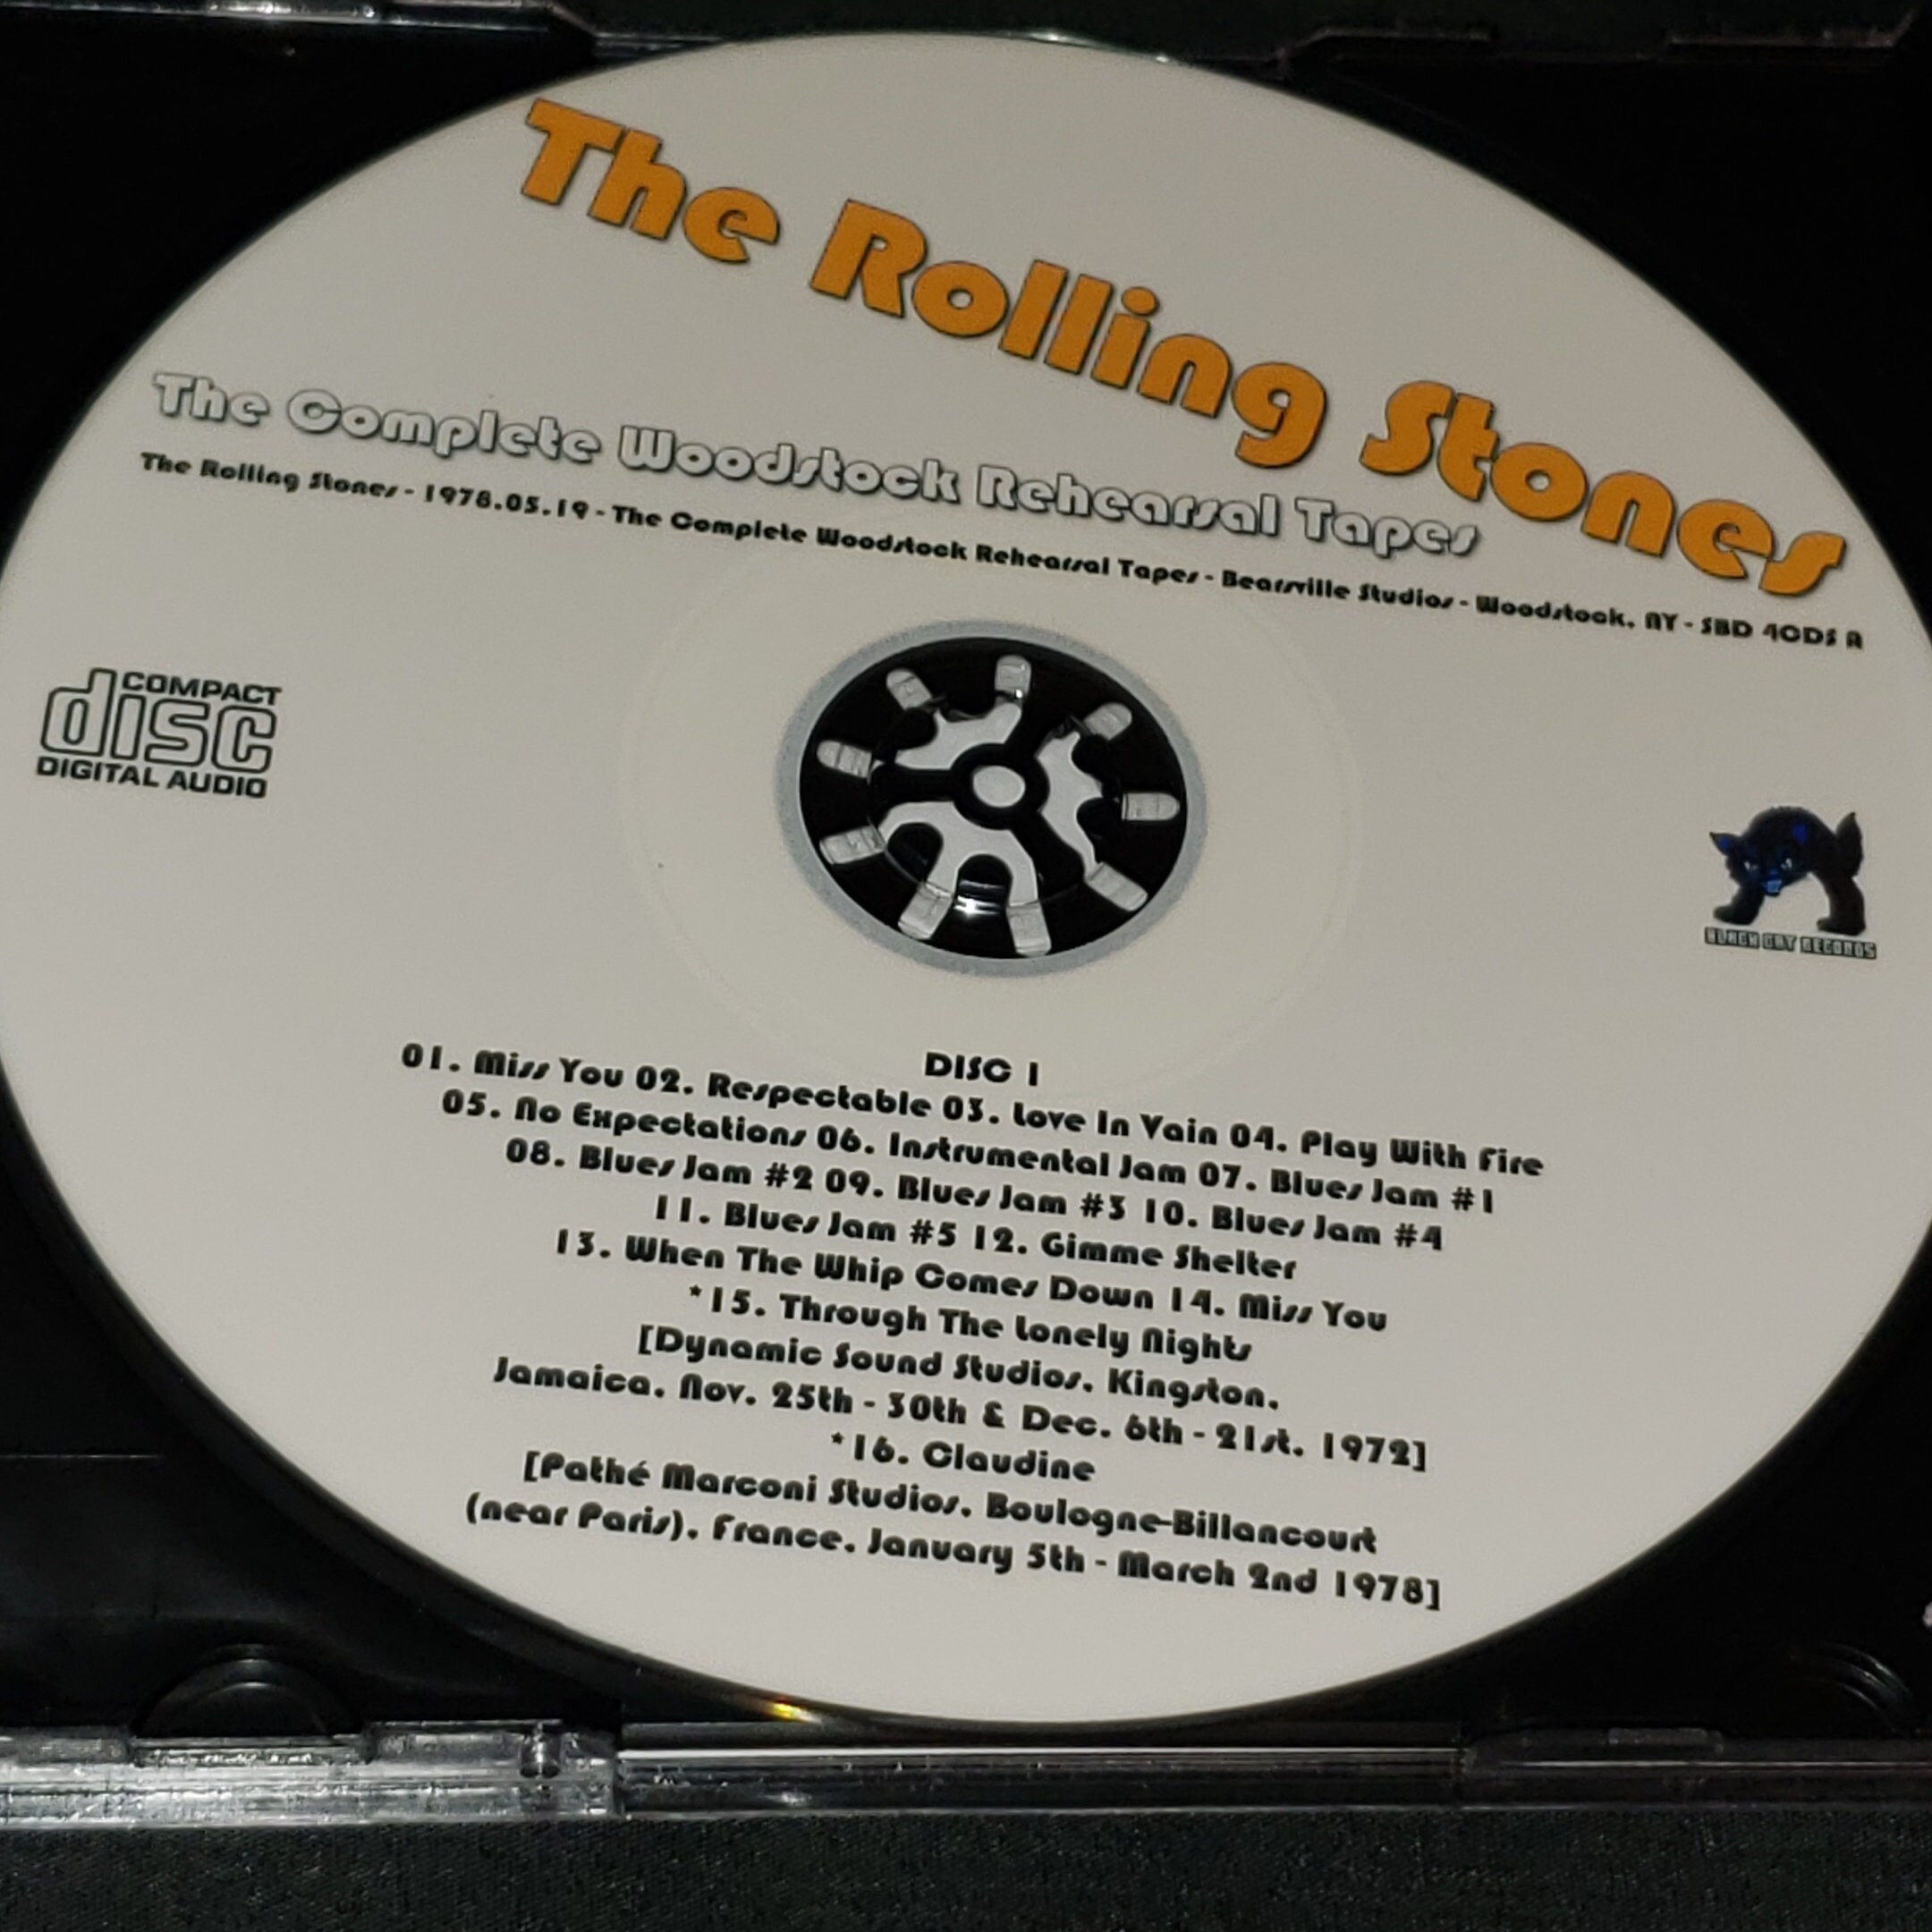 The Rolling Stones
The Complete Woodstock Rehearsal Tapes
The Rolling Stones - 1978.05.19 - The Complete Woodstock Rehearsal Tapes - Bearsville Studios - Woodstock, NY - SBD 4CDS A
COMPACT
disc
DIGITAL AUDIO
BLACK CAT RECORDS
DISC 1
01. Miss You 02. Respectable 03. Love In Vain 04. Play With Fire
05. No Expectations 06. Instrumental Jam 07. Blues Jam #1
08. Blues Jam #2 09. Blues Jam #3 10. Blues Jam #4
11. Blues Jam #5 12. Gimme Shelter
13. When The Whip Comes Down 14. Miss You
*15. Through The Lonely Nights
[Dynamic Sound Studios, Kingston,
Jamaica, Nov. 25th - 30th & Dec. 6th - 21st, 1972]
*16. Claudine
[Pathé Marconi Studios, Boulogne-Billancourt
(near Paris), France, January 5th - March 2nd 1978]